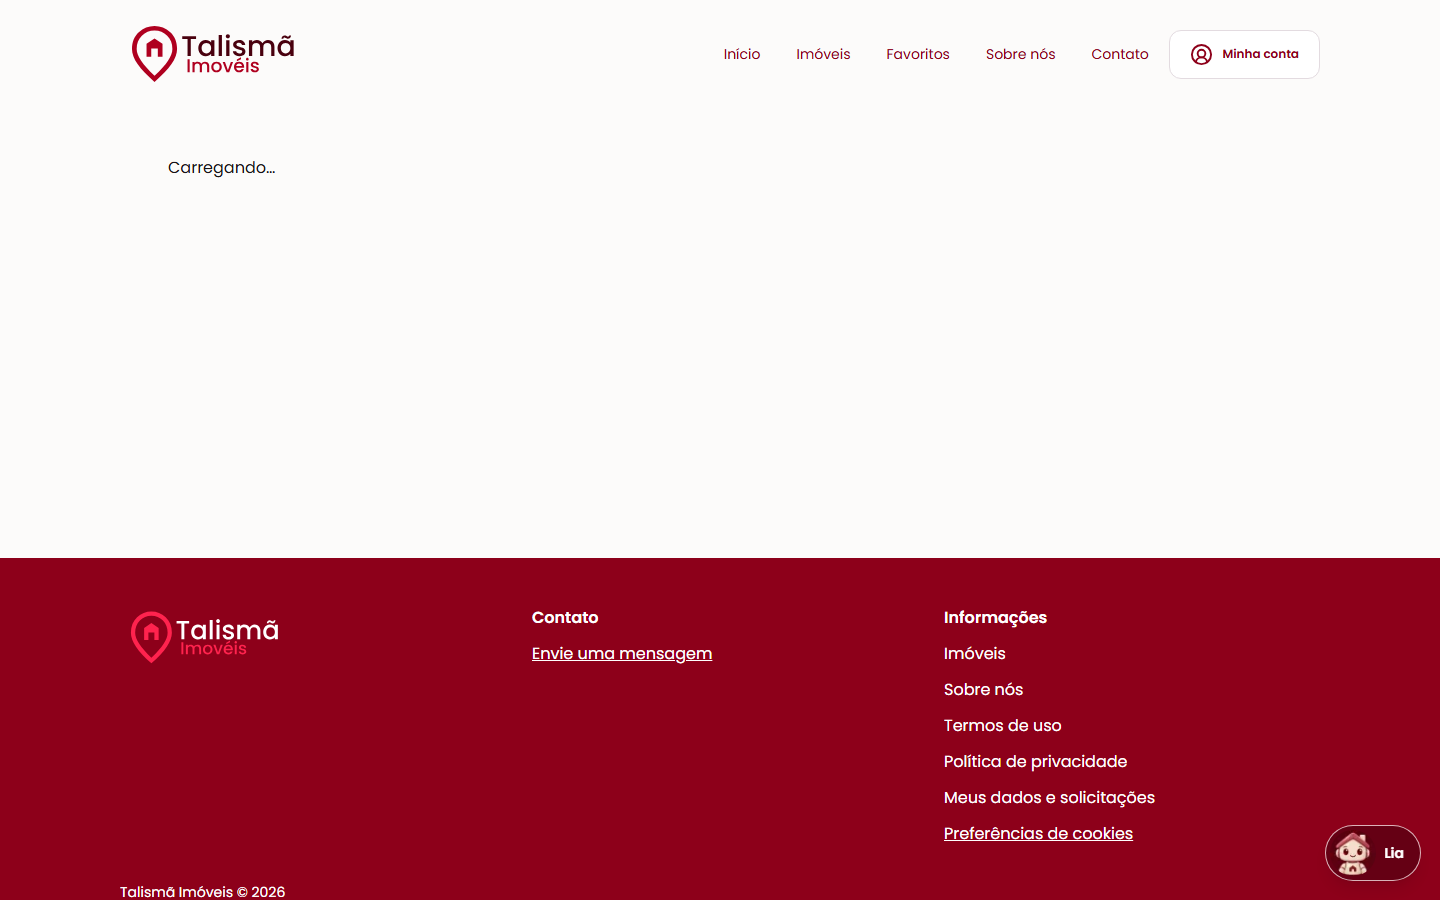 Talismã
Imovéis
Início
Imóveis
Favoritos
Sobre nós
Contato
Minha conta
Carregando...
Talismã
Imovéis
Contato
Envie uma mensagem
Informações
Imóveis
Sobre nós
Termos de uso
Política de privacidade
Meus dados e solicitações
Preferências de cookies
Lia
Talismã Imóveis © 2026